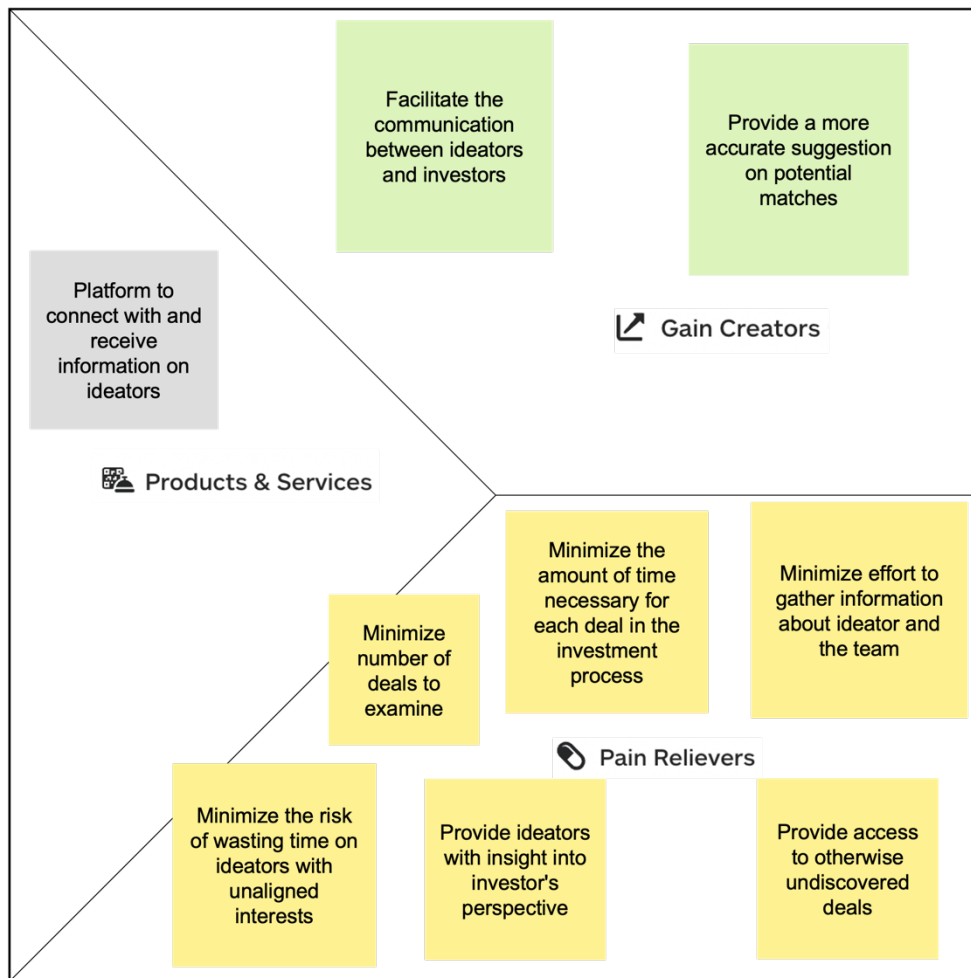 Facilitate the
communication
between ideators
and investors
Provide a more
accurate suggestion
on potential
matches
Platform to
connect with and
receive
information on
ideators
Gain Creators
Products & Services
Minimize the
amount of time
necessary for
each deal in the
investment
process
Minimize effort to
gather information
about ideator and
the team
Minimize
number of
deals to
examine
Pain Relievers
Minimize the risk
of wasting time on
ideators with
unaligned
interests
Provide ideators
with insight into
investor's
perspective
Provide access
to otherwise
undiscovered
deals